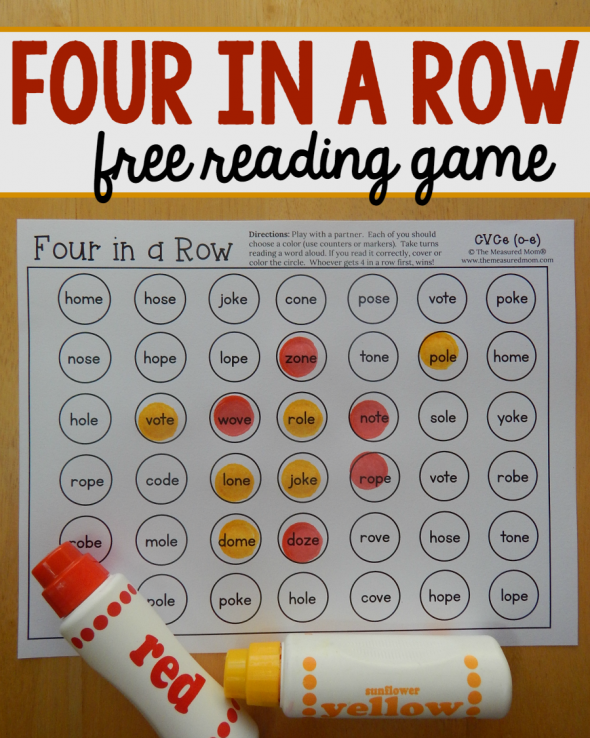 FOUR IN A ROW
free reading game
Four in a Row
Directions: Play with a partner. Each of you should
choose a color (use counters or markers). Take turns
reading a word aloud. If you read it correctly, cover or
color the circle. Whoever gets 4 in a row first, wins!
CVCe (o-e)
© The Measured Mom®
www.themeasuredmom.com
home hose joke cone pose vote poke
nose hope lope zone tone pole home
hole vote wove role note sole yoke
rope code lone joke rope vote robe
robe mole dome doze rove hose tone
pole poke hole cove hope lope
red
sunflower
yellow